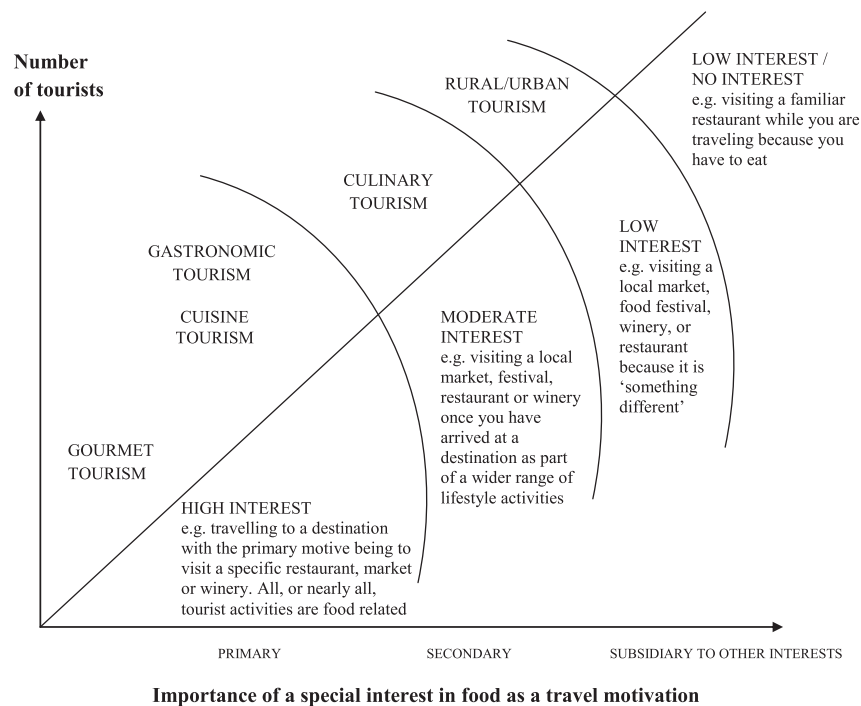 Number
of tourists
RURAL/URBAN
TOURISM
LOW INTEREST /
NO INTEREST
e.g. visiting a familiar
restaurant while you are
traveling because you
have to eat
CULINARY
TOURISM
LOW
INTEREST
e.g. visiting a
local market,
food festival,
winery, or
restaurant
because it is
‘something
different’
GASTRONOMIC
TOURISM
CUISINE
TOURISM
MODERATE
INTEREST
e.g. visiting a local
market, festival,
restaurant or winery
once you have
arrived at a
destination as part
of a wider range of
lifestyle activities
GOURMET
TOURISM
HIGH INTEREST
e.g. travelling to a destination
with the primary motive being to
visit a specific restaurant, market
or winery. All, or nearly all,
tourist activities are food related
PRIMARY SECONDARY SUBSIDIARY TO OTHER INTERESTS
Importance of a special interest in food as a travel motivation